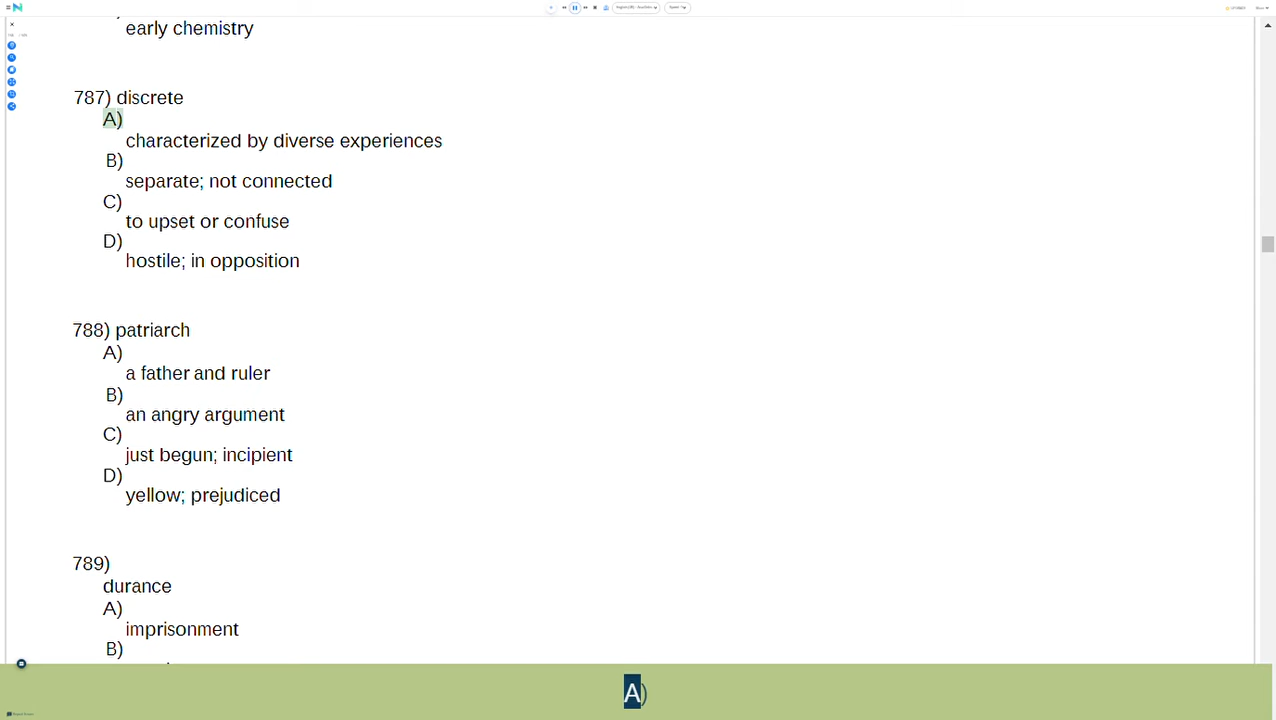 early chemistry
787) discrete
A)
characterized by diverse experiences
B)
separate; not connected
C)
to upset or confuse
D)
hostile; in opposition
788) patriarch
A)
a father and ruler
B)
an angry argument
C)
just begun; incipient
D)
yellow; prejudiced
789)
durance
A)
imprisonment
B)
A)